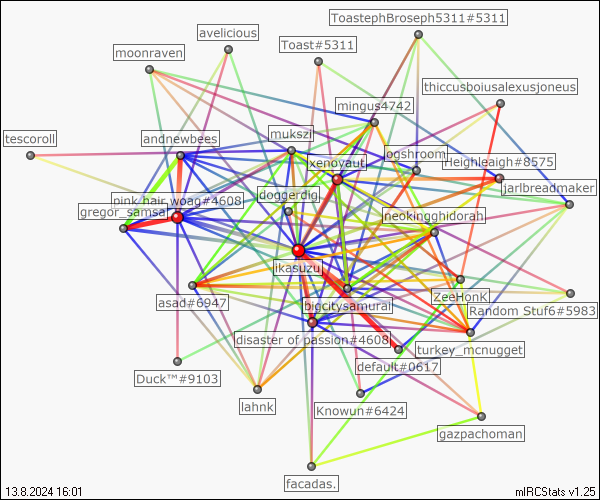 ToastephBroseph5311#5311
avelicious
Toast#5311
moonraven
thiccusboiusalexusjoneus
mingus4742
tescoroll
andnewbees
mukszi
ogshroom
xenovaut
Heighleaigh#8575
jarlbreadmaker
pink hair woag#4608
doggerdig
gregor_samsa
neokingghidorah
ikasuzu
asad#6947
bigcitysamurai
ZeeHonK
Random Stuf6#5983
disaster of passion#4608
turkey_mcnugget
default#0617
Duck™#9103
lahnk
Knowun#6424
gazpachoman
facadas.
13.8.2024 16:01
mIRCStats v1.25